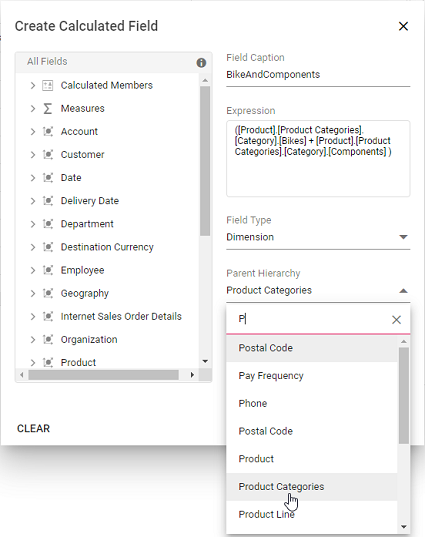 Create Calculated Field
All Fields
Calculated Members
Measures
Account
Customer
Date
Delivery Date
Department
Destination Currency
Employee
Geography
Internet Sales Order Details
Organization
Product
CLEAR
Field Caption
BikeAndComponents
Expression
([Product].[Product Categories].
[Category].[Bikes] + [Product].[Product
Categories].[Category].[Components] )
Field Type
Dimension
Parent Hierarchy
Product Categories
P
Postal Code
Pay Frequency
Phone
Postal Code
Product
Product Categories
Product Line